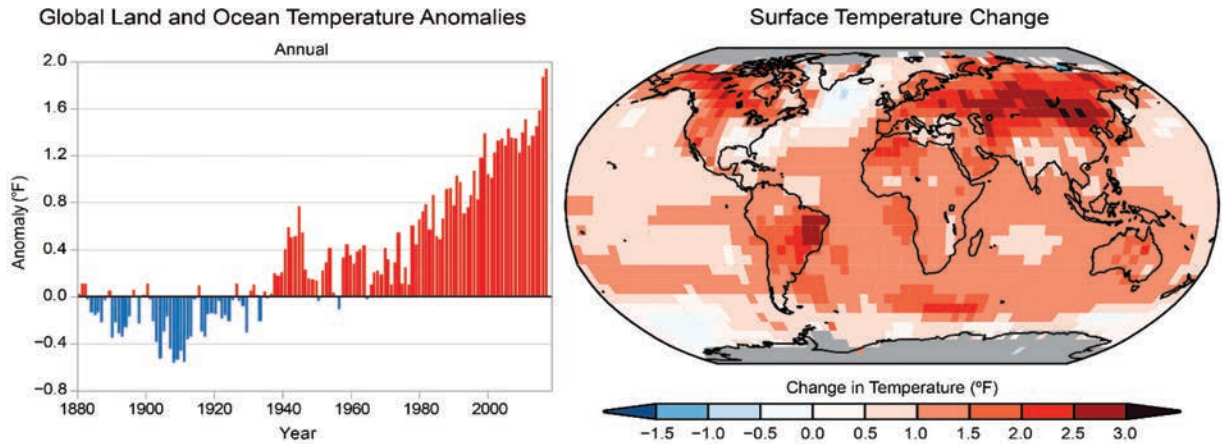 Global Land and Ocean Temperature Anomalies
Annual
2.0
1.6
1.2
0.8
0.4
0.0
−0.4
−0.8
Anomaly (°F)
1880 1900 1920 1940 1960 1980 2000
Year
Surface Temperature Change
Change in Temperature (ºF)
−1.5 −1.0 −0.5 0.0 0.5 1.0 1.5 2.0 2.5 3.0